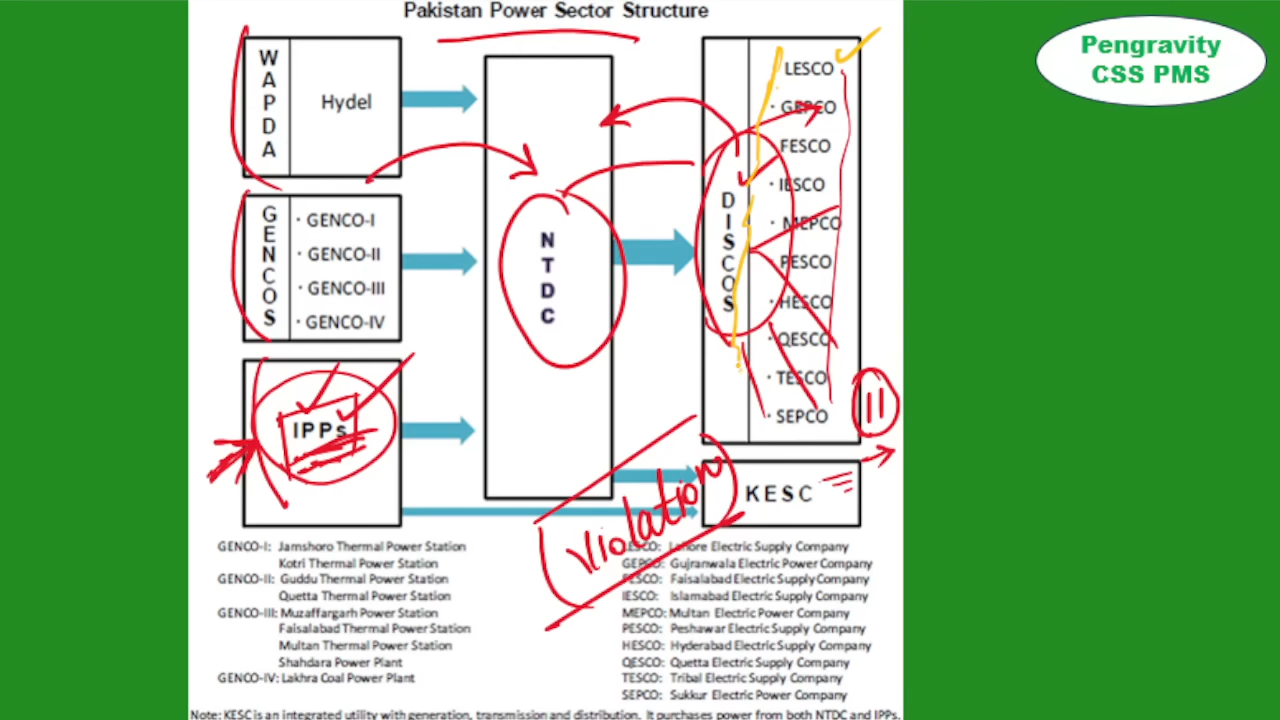 Pakistan Power Sector Structure
Pengravity
CSS PMS
WAPDA
Hydel
GENCOS
· GENCO-I
· GENCO-II
· GENCO-III
· GENCO-IV
IPPs
NTDC
DISCOS
LESCO
· GEPCO
FESCO
· IESCO
· MEPCO
· PESCO
· HESCO
· QESCO
· TESCO
· SEPCO
11
KESC
Violation
GENCO-I: Jamshoro Thermal Power Station
Kotri Thermal Power Station
GENCO-II: Guddu Thermal Power Station
Quetta Thermal Power Station
GENCO-III: Muzaffargarh Power Station
Faisalabad Thermal Power Station
Multan Thermal Power Station
Shahdara Power Plant
GENCO-IV: Lakhra Coal Power Plant
LESCO: Lahore Electric Supply Company
GEPCO: Gujranwala Electric Power Company
FESCO: Faisalabad Electric Supply Company
IESCO: Islamabad Electric Supply Company
MEPCO: Multan Electric Power Company
PESCO: Peshawar Electric Supply Company
HESCO: Hyderabad Electric Supply Company
QESCO: Quetta Electric Supply Company
TESCO: Tribal Electric Supply Company
SEPCO: Sukkur Electric Power Company
Note: KESC is an integrated utility with generation, transmission and distribution. It purchases power from both NTDC and IPPs.